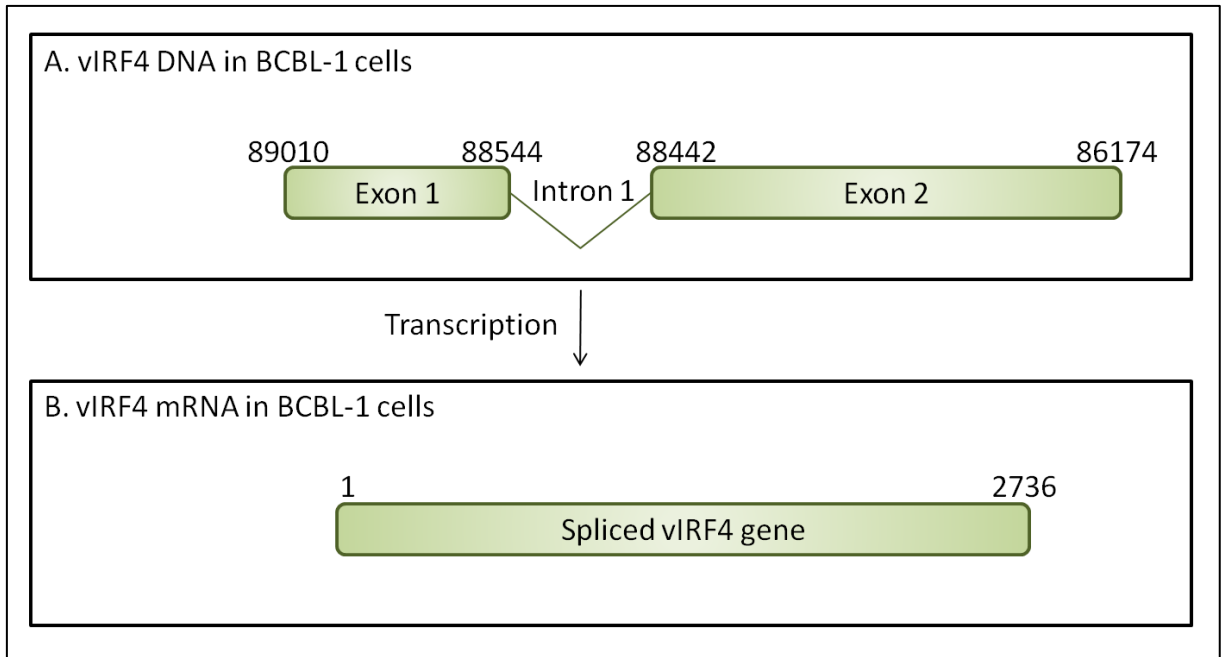 A. vIRF4 DNA in BCBL-1 cells
89010 88544 88442 86174
Exon 1 Intron 1 Exon 2
Transcription
B. vIRF4 mRNA in BCBL-1 cells
1 2736
Spliced vIRF4 gene